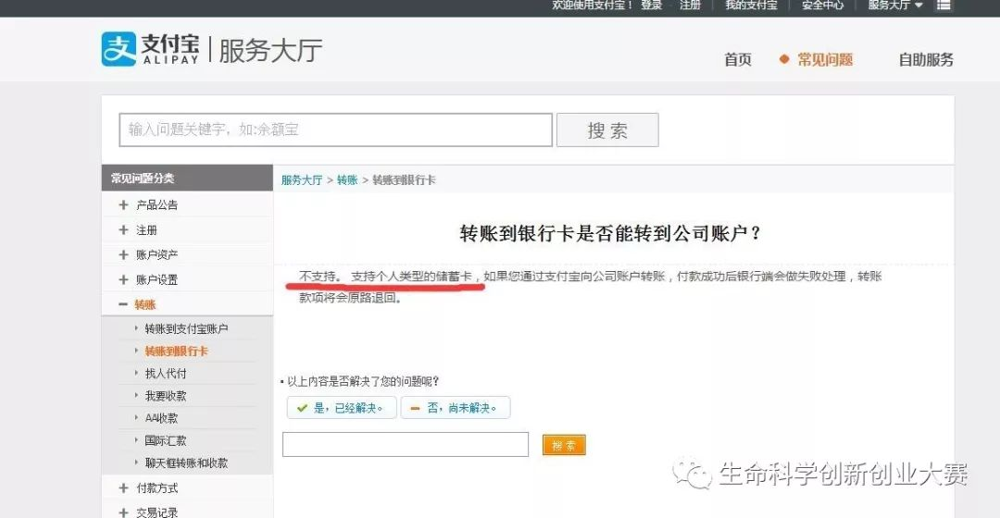 欢迎使用支付宝！ 登录 注册 我的支付宝 安全中心 服务大厅
支付宝 ALIPAY 服务大厅
首页 常见问题 自助服务
输入问题关键字，如:余额宝 搜 索
常见问题分类
产品公告
注册
账户资产
账户设置
转账
转账到支付宝账户
转账到银行卡
找人代付
我要收款
AA收款
国际汇款
聊天框转账和收款
付款方式
交易记录
服务大厅 > 转账 > 转账到银行卡
转账到银行卡是否能转到公司账户？
不支持。 支持个人类型的储蓄卡，如果您通过支付宝向公司账户转账，付款成功后银行端会做失败处理，转账
款项将会原路退回。
以上内容是否解决了您的问题呢？
是，已经解决。 否，尚未解决。
搜 索
生命科学创新创业大赛